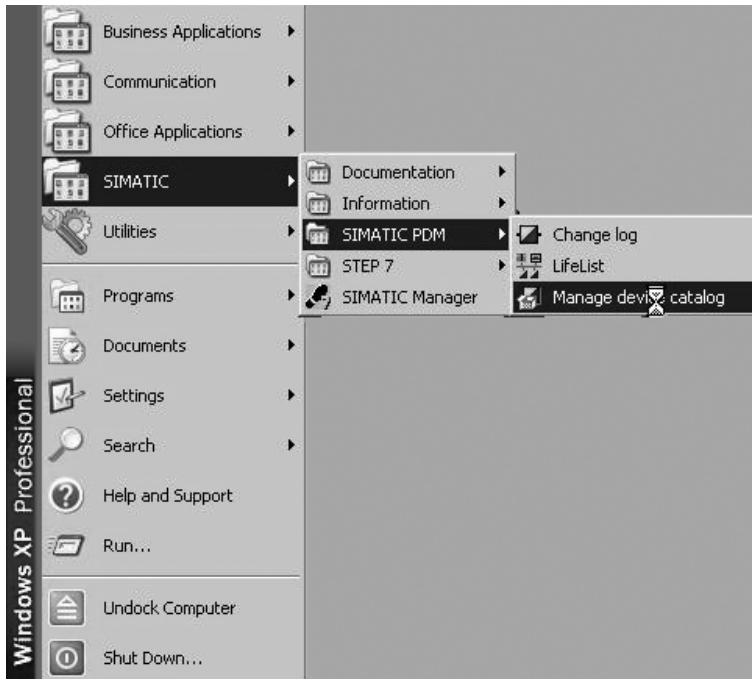 Business Applications
Communication
Office Applications
SIMATIC
Utilities
Programs
Documents
Settings
Search
Help and Support
Run...
Undock Computer
Shut Down...
Documentation
Information
SIMATIC PDM
STEP 7
SIMATIC Manager
Change log
LifeList
Manage device catalog
Windows XP Professional